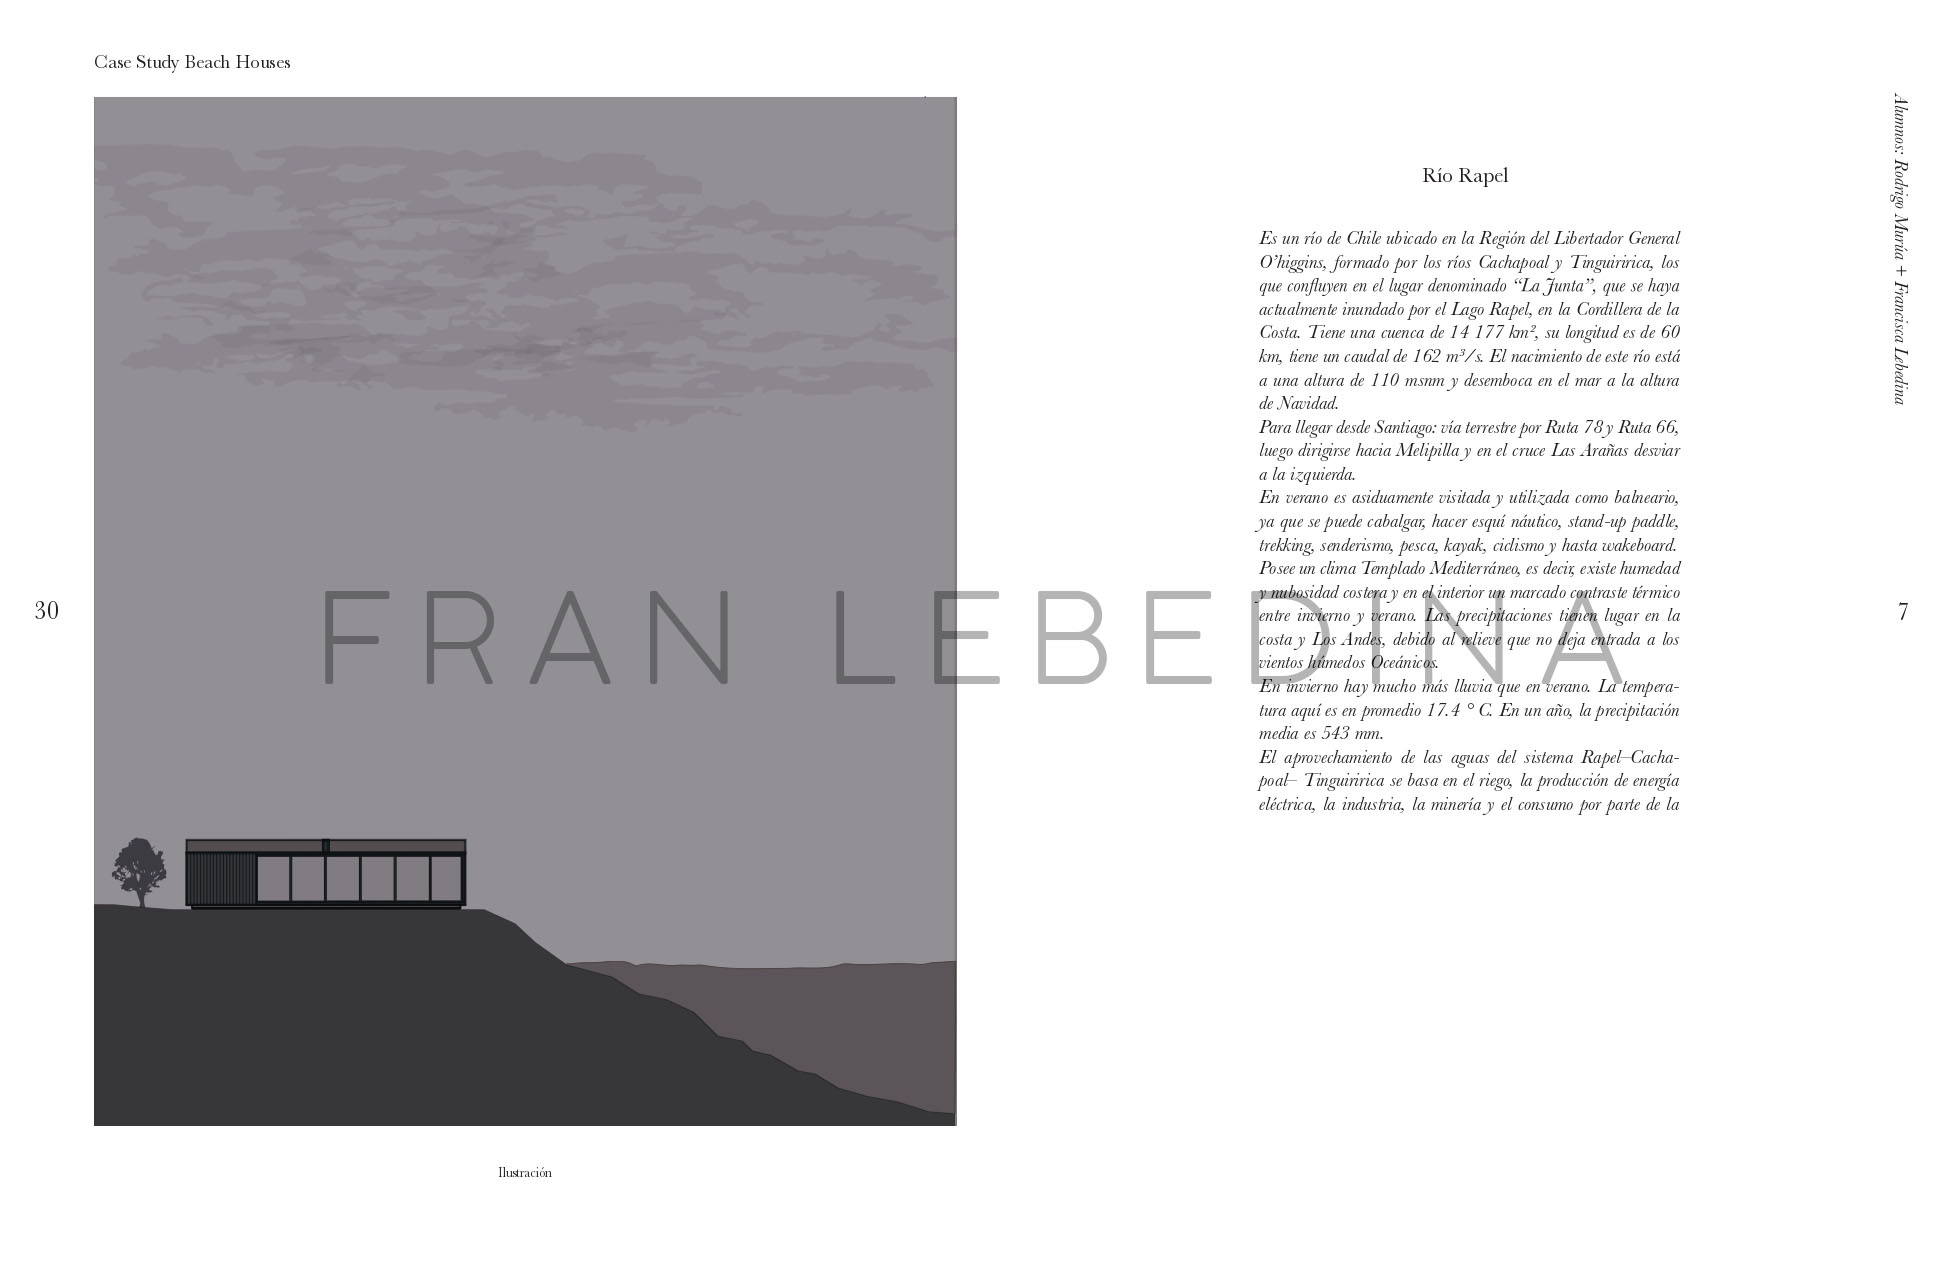 Case Study Beach Houses
30
Ilustración
FRAN LEBEDINA
Río Rapel
Es un río de Chile ubicado en la Región del Libertador General
O'higgins, formado por los ríos Cachapoal y Tinguiririca, los
que confluyen en el lugar denominado “La Junta”, que se haya
actualmente inundado por el Lago Rapel, en la Cordillera de la
Costa. Tiene una cuenca de 14 177 km², su longitud es de 60
km, tiene un caudal de 162 m³/s. El nacimiento de este río está
a una altura de 110 msnm y desemboca en el mar a la altura
de Navidad.
Para llegar desde Santiago: vía terrestre por Ruta 78 y Ruta 66,
luego dirigirse hacia Melipilla y en el cruce Las Arañas desviar
a la izquierda.
En verano es asiduamente visitada y utilizada como balneario,
ya que se puede cabalgar, hacer esquí náutico, stand-up paddle,
trekking, senderismo, pesca, kayak, ciclismo y hasta wakeboard.
Posee un clima Templado Mediterráneo, es decir, existe humedad
y nubosidad costera y en el interior un marcado contraste térmico
entre invierno y verano. Las precipitaciones tienen lugar en la
costa y Los Andes, debido al relieve que no deja entrada a los
vientos húmedos Oceánicos.
En invierno hay mucho más lluvia que en verano. La tempera-
tura aquí es en promedio 17.4 ° C. En un año, la precipitación
media es 543 mm.
El aprovechamiento de las aguas del sistema Rapel–Cacha-
poal– Tinguiririca se basa en el riego, la producción de energía
eléctrica, la industria, la minería y el consumo por parte de la
Alumnos: Rodrigo Muría + Francisca Lebedina
7